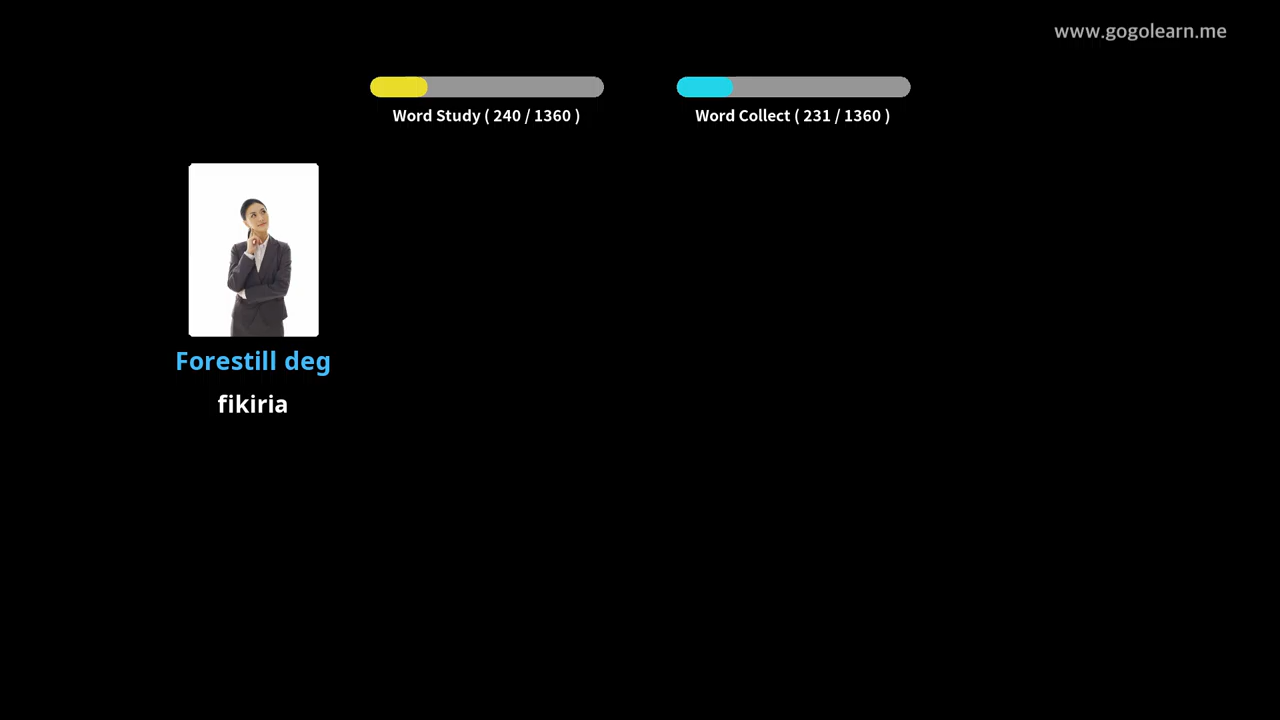 www.gogolearn.me
Word Study ( 240 / 1360 )
Word Collect ( 231 / 1360 )
Forestill deg
fikiria